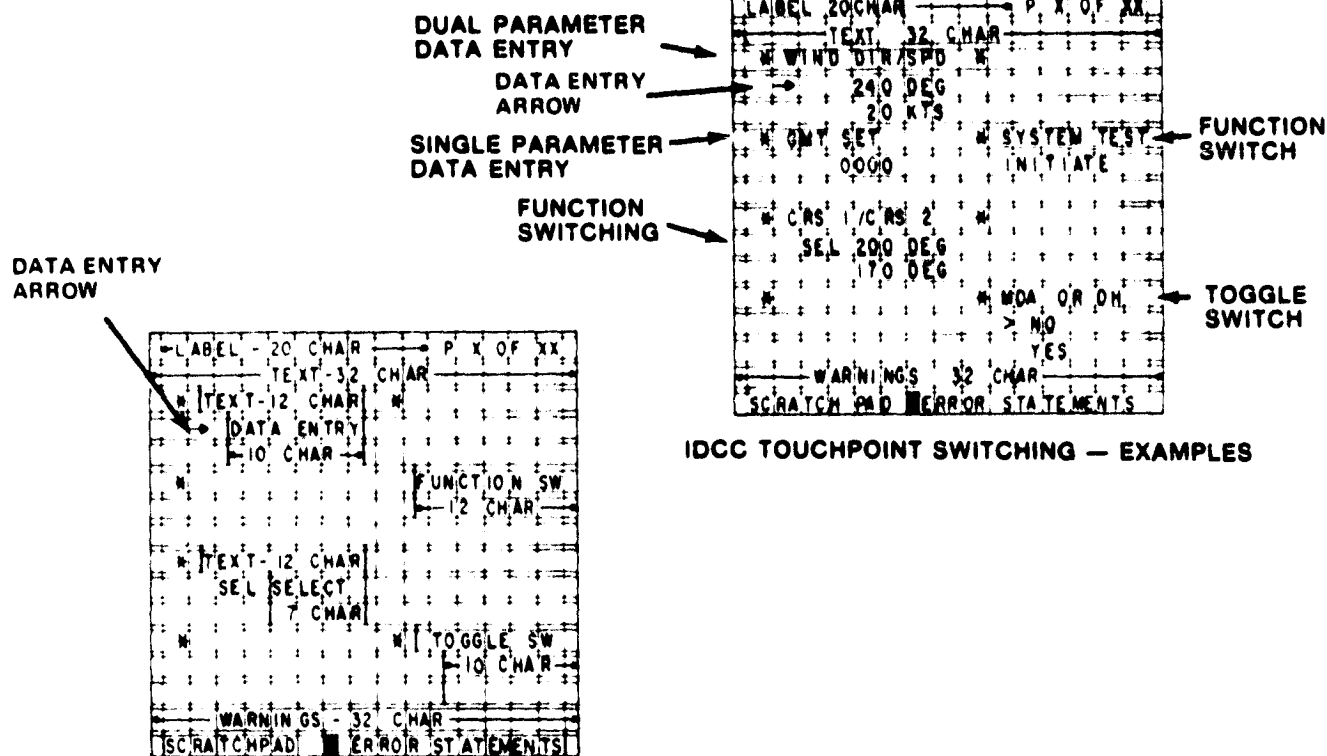 DUAL PARAMETER
DATA ENTRY
DATA ENTRY
ARROW
SINGLE PARAMETER
DATA ENTRY
FUNCTION
SWITCHING
LABEL 20 CHAR P X OF XX
TEXT 32 CHAR
* WIND DIR/SPD *
240 DEG
20 KTS
* GMT SET * SYSTEM TEST
0000 INITIATE
* CRS 1/CRS 2 *
SEL 200 DEG
170 DEG
* * MDA OR DH
> NO
YES
WARNINGS 32 CHAR
SCRATCH PAD ERROR STATEMENTS
FUNCTION
SWITCH
TOGGLE
SWITCH
IDCC TOUCHPOINT SWITCHING — EXAMPLES
DATA ENTRY
ARROW
LABEL - 20 CHAR P X OF XX
TEXT - 32 CHAR
* TEXT-12 CHAR *
DATA ENTRY
10 CHAR
* FUNCTION SW
12 CHAR
* TEXT-12 CHAR
SEL SELECT
7 CHAR
* * TOGGLE SW
10 CHAR
WARNINGS - 32 CHAR
SCRATCHPAD ERROR STATEMENTS